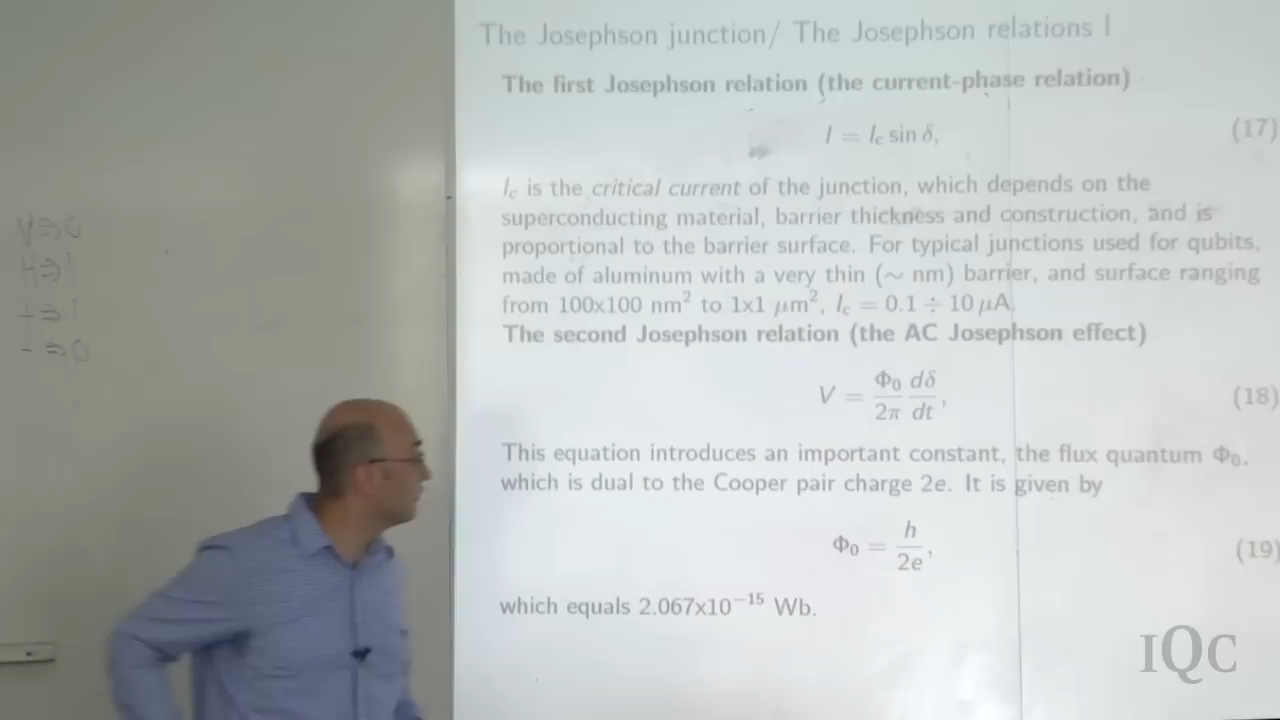 The Josephson junction/ The Josephson relations I
The first Josephson relation (the current-phase relation)
I = I_c sin δ, (17)
I_c is the critical current of the junction, which depends on the
superconducting material, barrier thickness and construction, and is
proportional to the barrier surface. For typical junctions used for qubits,
made of aluminum with a very thin (∼ nm) barrier, and surface ranging
from 100x100 nm² to 1x1 μm², I_c = 0.1 ÷ 10 μA.
The second Josephson relation (the AC Josephson effect)
V = Φ₀/2π dδ/dt, (18)
This equation introduces an important constant, the flux quantum Φ₀,
which is dual to the Cooper pair charge 2e. It is given by
Φ₀ = h/2e, (19)
which equals 2.067x10⁻¹⁵ Wb.
V⇒0
H⇒1
+⇒1
-⇒0
IQC